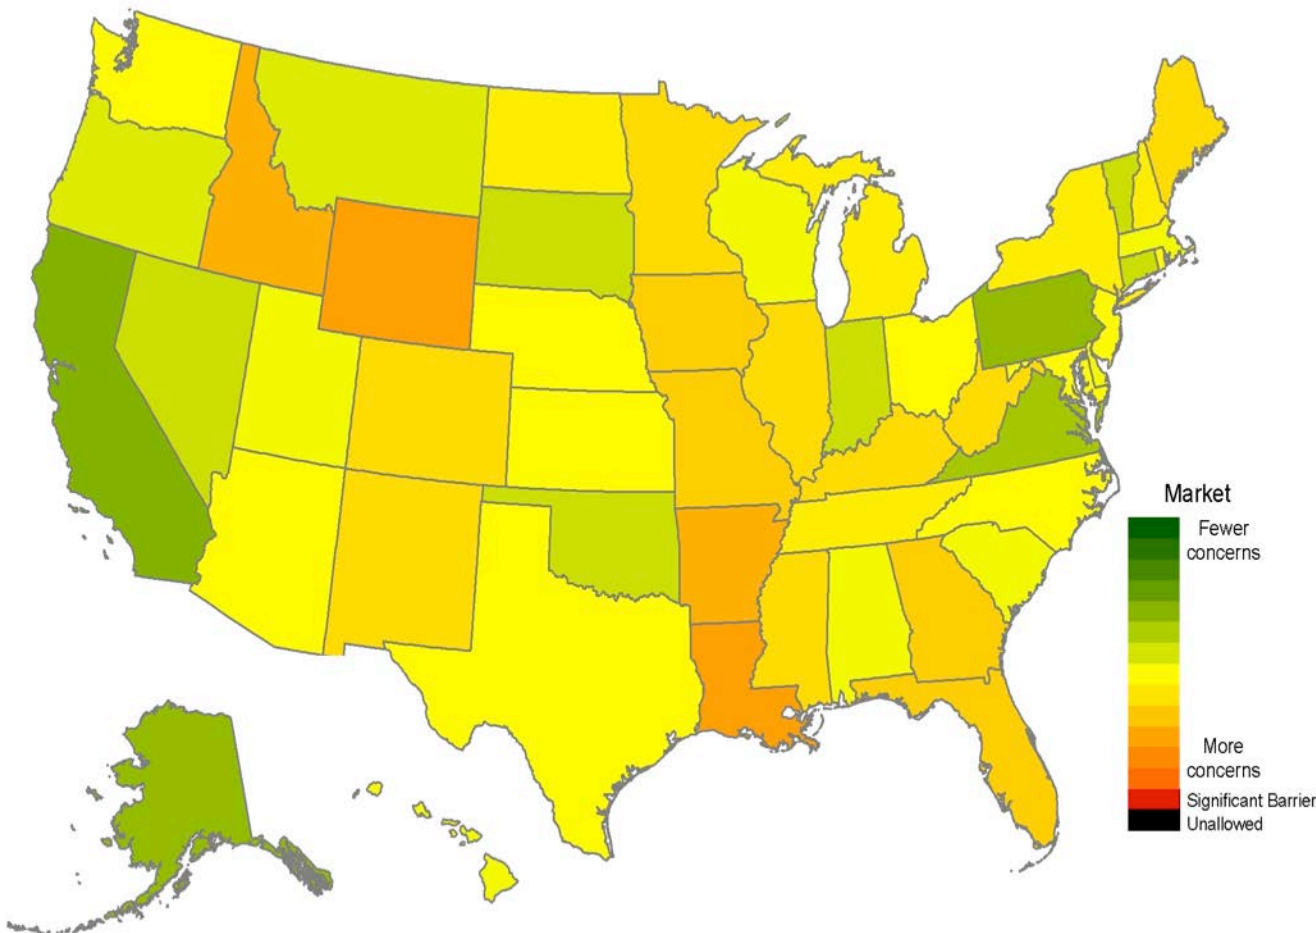 Market
Fewer
concerns
More
concerns
Significant Barrier
Unallowed